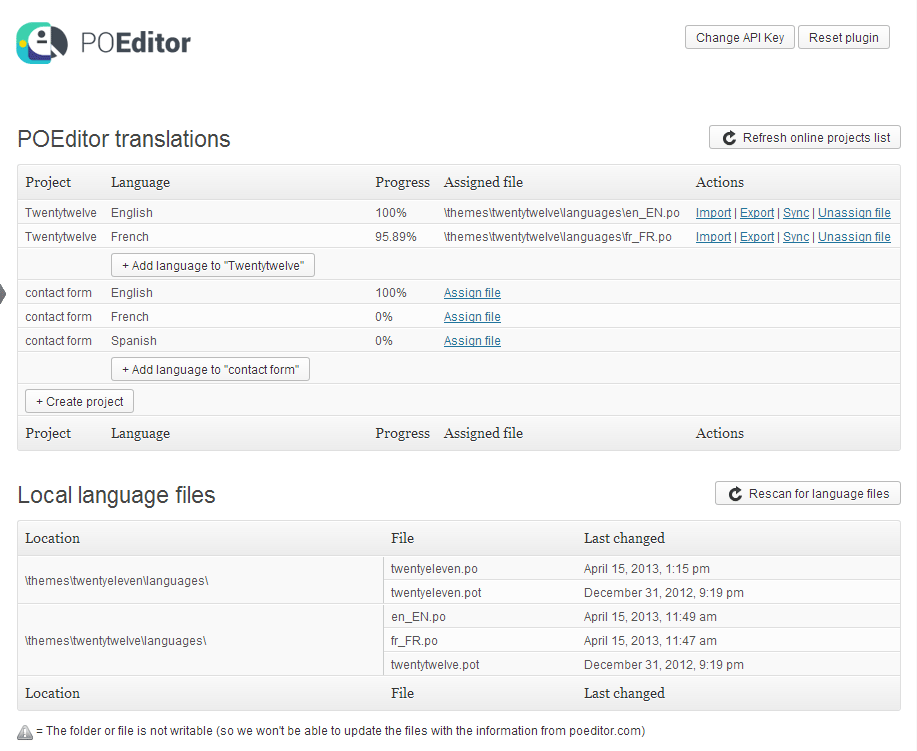 POEditor
Change API Key Reset plugin
POEditor translations
Refresh online projects list
Project Language Progress Assigned file Actions
Twentytwelve English 100% \themes\twentytwelve\languages\en_EN.po Import | Export | Sync | Unassign file
Twentytwelve French 95.89% \themes\twentytwelve\languages\fr_FR.po Import | Export | Sync | Unassign file
+ Add language to "Twentytwelve"
contact form English 100% Assign file
contact form French 0% Assign file
contact form Spanish 0% Assign file
+ Add language to "contact form"
+ Create project
Project Language Progress Assigned file Actions
Local language files
Rescan for language files
Location File Last changed
\themes\twentyeleven\languages\
twentyeleven.po April 15, 2013, 1:15 pm
twentyeleven.pot December 31, 2012, 9:19 pm
\themes\twentytwelve\languages\
en_EN.po April 15, 2013, 11:49 am
fr_FR.po April 15, 2013, 11:47 am
twentytwelve.pot December 31, 2012, 9:19 pm
Location File Last changed
= The folder or file is not writable (so we won't be able to update the files with the information from poeditor.com)